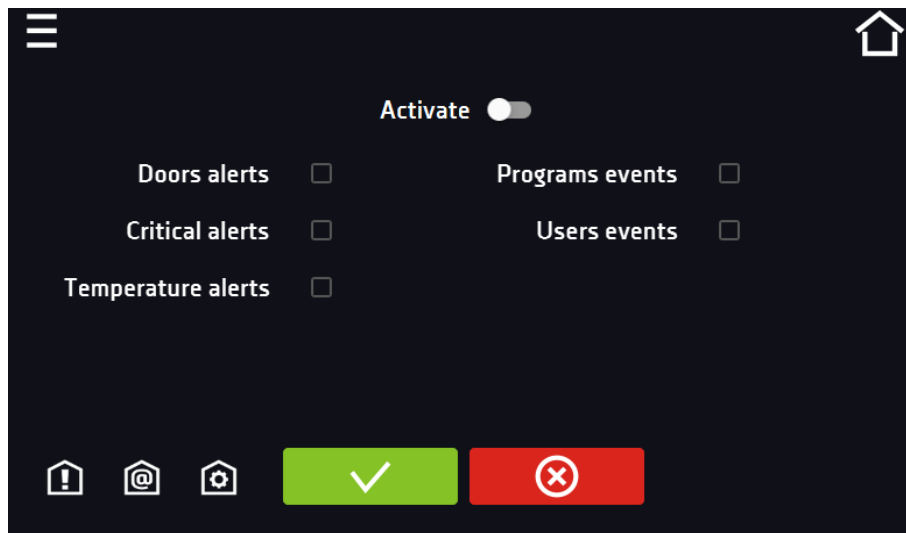 Activate
Doors alerts
Programs events
Critical alerts
Users events
Temperature alerts